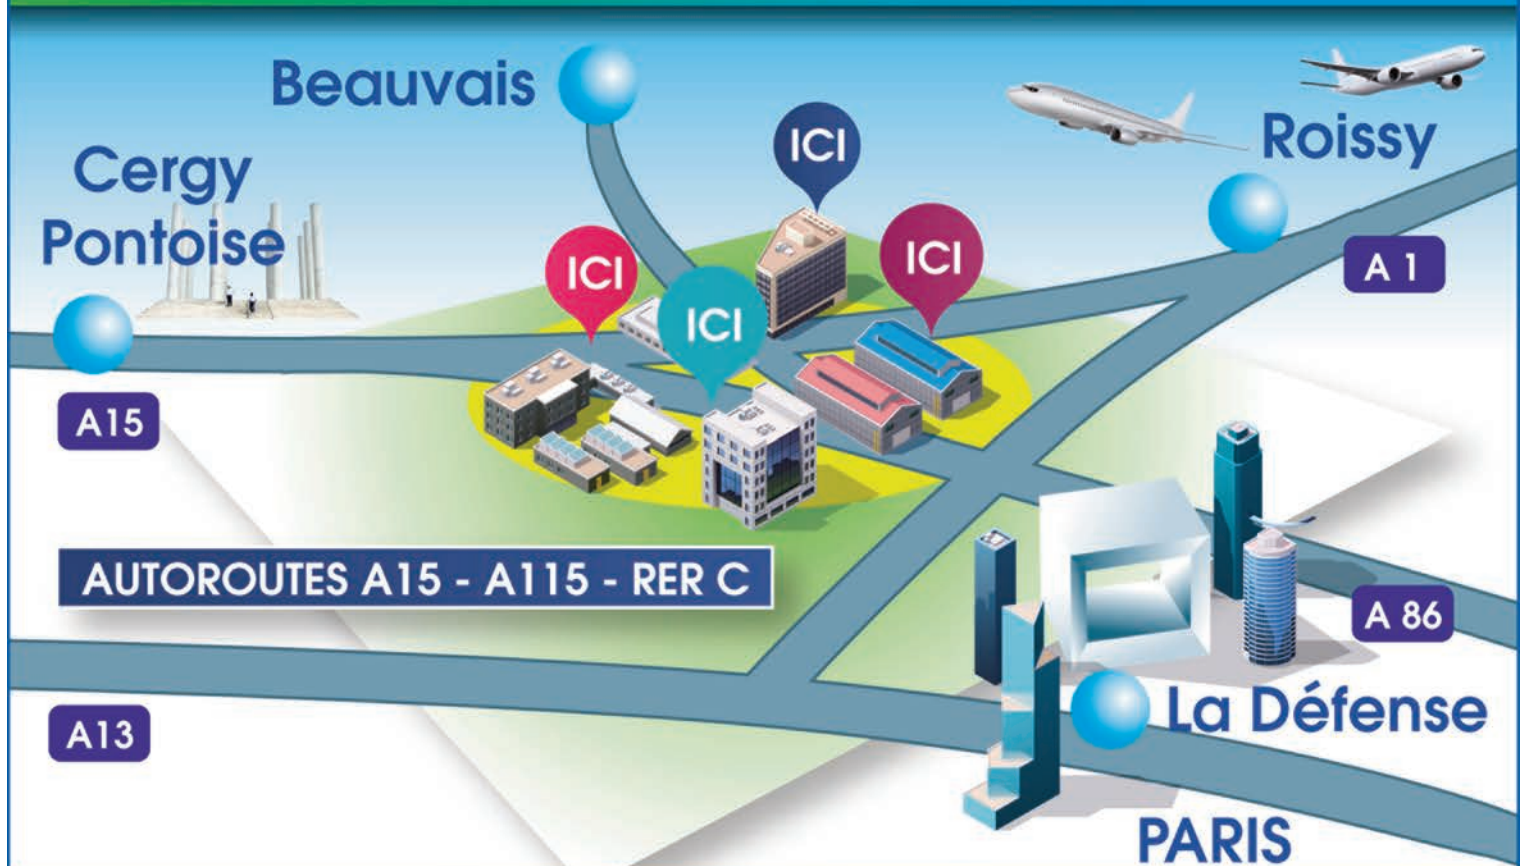 Beauvais
ICI
Roissy
Cergy
Pontoise
ICI
ICI
ICI
A 1
A15
AUTOROUTES A15 - A115 - RER C
A 86
La Défense
A13
PARIS